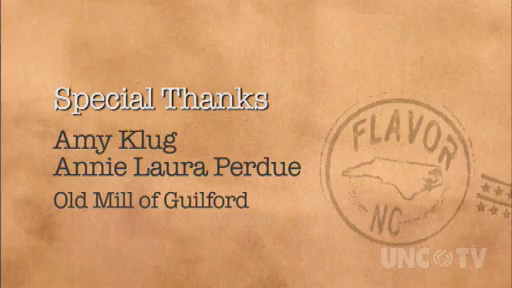 Special Thanks
Amy Klug
Annie Laura Perdue
Old Mill of Guilford
FLAVOR
NC
UNC TV